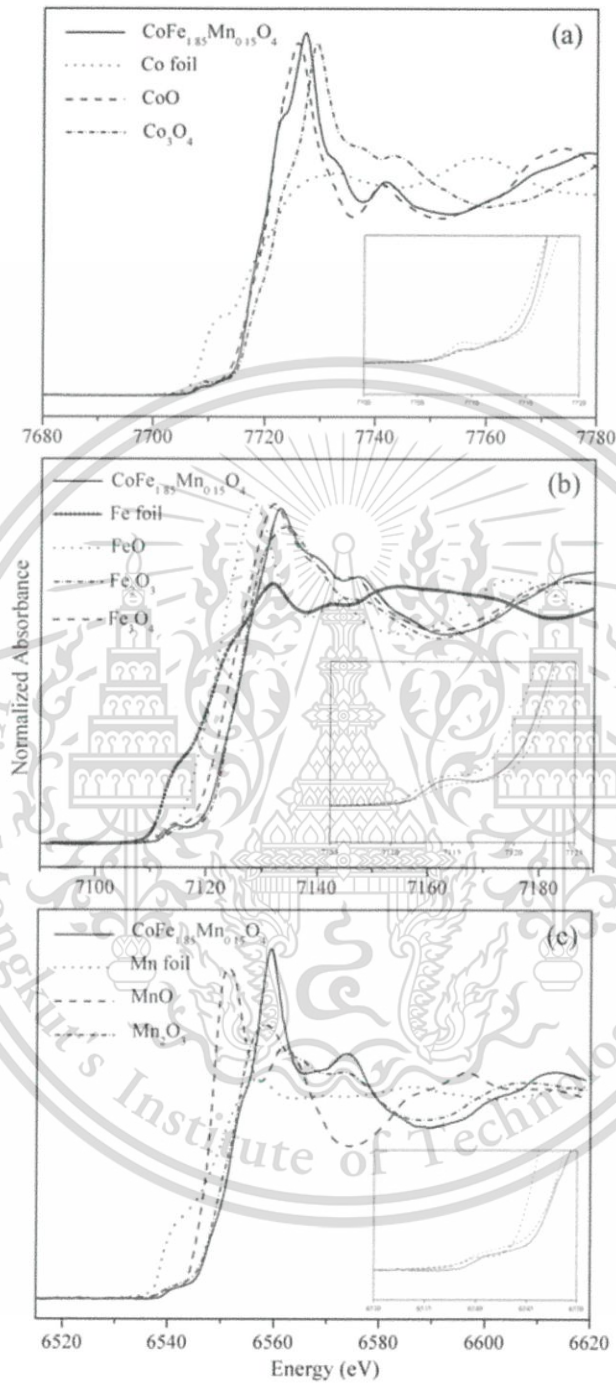 (a)
CoFe₁.₈₅Mn₀.₁₅O₄
Co foil
CoO
Co₃O₄
7680 7700 7720 7740 7760 7780
(b)
CoFe₁.₈₅Mn₀.₁₅O₄
Fe foil
FeO
Fe₂O₃
Fe₃O₄
7100 7120 7140 7160 7180
Normalized Absorbance
(c)
CoFe₁.₈₅Mn₀.₁₅O₄
Mn foil
MnO
Mn₂O₃
6520 6540 6560 6580 6600 6620
Energy (eV)
ongkut's Institute of Technolo